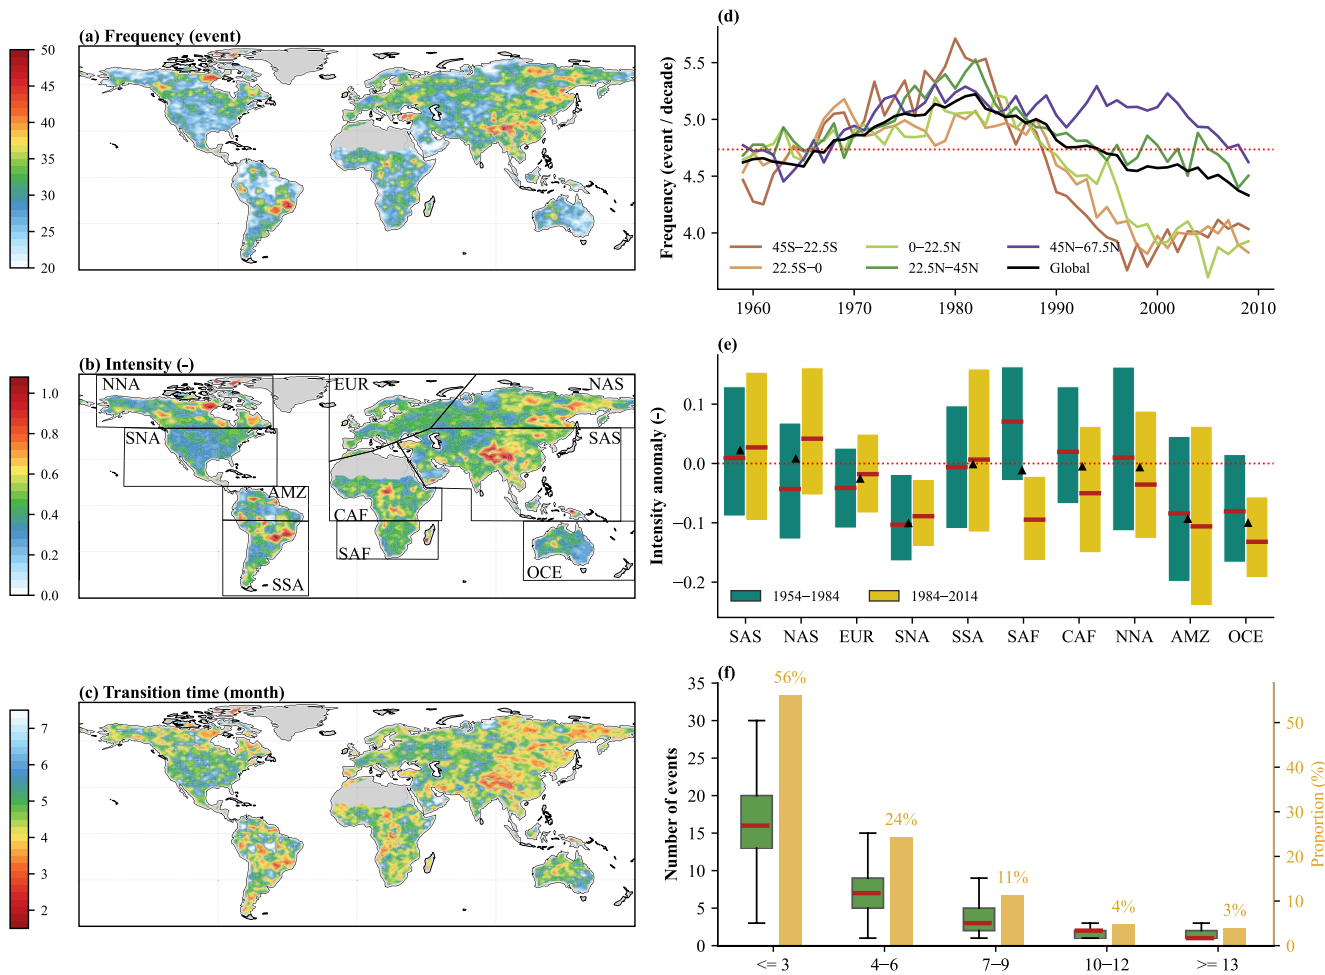 (a) Frequency (event)
50
45
40
35
30
25
20
(b) Intensity (-)
1.0
0.8
0.6
0.4
0.2
0.0
NNA
EUR
NAS
SNA
SAS
AMZ
CAF
SAF
OCE
SSA
(c) Transition time (month)
7
6
5
4
3
2
(d)
Frequency (event / decade)
5.5
5.0
4.5
4.0
45S−22.5S
0−22.5N
45N−67.5N
22.5S−0
22.5N−45N
Global
1960 1970 1980 1990 2000 2010
(e)
Intensity anomaly (-)
0.1
0.0
−0.1
−0.2
1954−1984
1984−2014
SAS NAS EUR SNA SSA SAF CAF NNA AMZ OCE
(f)
Number of events
35
30
25
20
15
10
5
0
56%
24%
11%
4%
3%
Proportion (%)
50
40
30
20
10
0
<= 3 4−6 7−9 10−12 >= 13